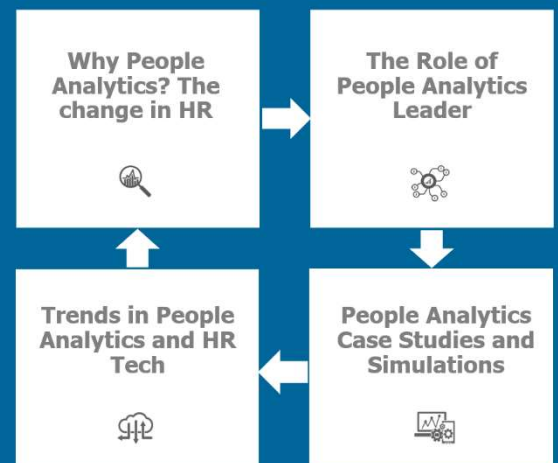 Why People
Analytics? The
change in HR
The Role of
People Analytics
Leader
Trends in People
Analytics and HR
Tech
People Analytics
Case Studies and
Simulations